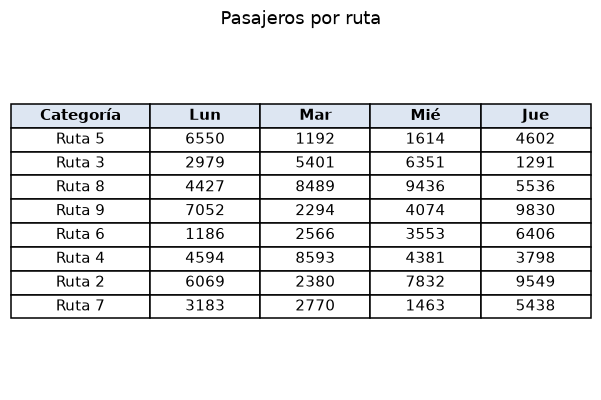 Pasajeros por ruta
Categoría Lun Mar Mié Jue
Ruta 5 6550 1192 1614 4602
Ruta 3 2979 5401 6351 1291
Ruta 8 4427 8489 9436 5536
Ruta 9 7052 2294 4074 9830
Ruta 6 1186 2566 3553 6406
Ruta 4 4594 8593 4381 3798
Ruta 2 6069 2380 7832 9549
Ruta 7 3183 2770 1463 5438